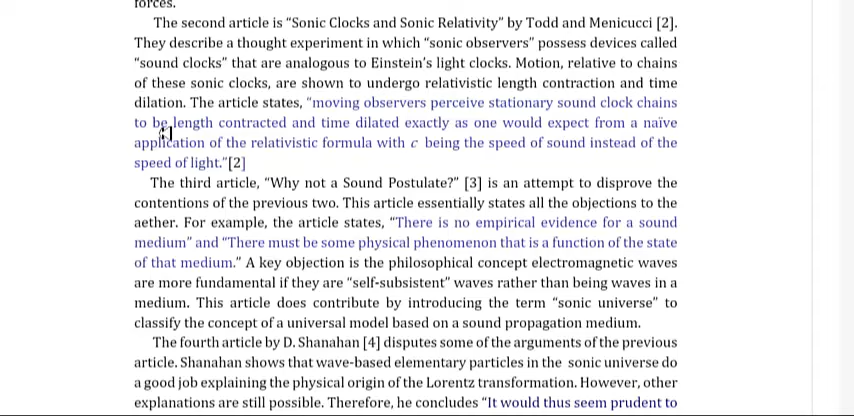 forces.
The second article is “Sonic Clocks and Sonic Relativity” by Todd and Menicucci [2].
They describe a thought experiment in which “sonic observers” possess devices called
“sound clocks” that are analogous to Einstein’s light clocks. Motion, relative to chains
of these sonic clocks, are shown to undergo relativistic length contraction and time
dilation. The article states, “moving observers perceive stationary sound clock chains
to be length contracted and time dilated exactly as one would expect from a naïve
application of the relativistic formula with c being the speed of sound instead of the
speed of light.”[2]
The third article, “Why not a Sound Postulate?” [3] is an attempt to disprove the
contentions of the previous two. This article essentially states all the objections to the
aether. For example, the article states, “There is no empirical evidence for a sound
medium” and “There must be some physical phenomenon that is a function of the state
of that medium.” A key objection is the philosophical concept electromagnetic waves
are more fundamental if they are “self-subsistent” waves rather than being waves in a
medium. This article does contribute by introducing the term “sonic universe” to
classify the concept of a universal model based on a sound propagation medium.
The fourth article by D. Shanahan [4] disputes some of the arguments of the previous
article. Shanahan shows that wave-based elementary particles in the sonic universe do
a good job explaining the physical origin of the Lorentz transformation. However, other
explanations are still possible. Therefore, he concludes “It would thus seem prudent to